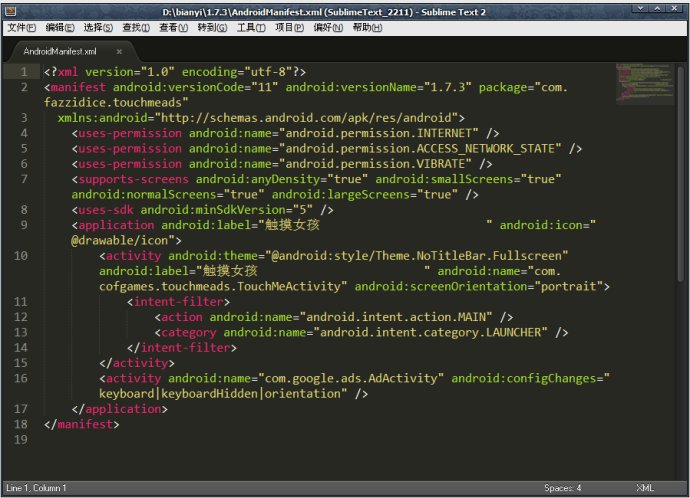 D:\bianyi\1.7.3\AndroidManifest.xml (SublimeText_2211) - Sublime Text 2
文件(F) 编辑(E) 选择(S) 查找(I) 查看(V) 转到(G) 工具(T) 项目(P) 偏好(N) 帮助(H)
AndroidManifest.xml ×
1 <?xml version="1.0" encoding="utf-8"?>
2 <manifest android:versionCode="11" android:versionName="1.7.3" package="com.
fazzidice.touchmeads"
3 xmlns:android="http://schemas.android.com/apk/res/android">
4 <uses-permission android:name="android.permission.INTERNET" />
5 <uses-permission android:name="android.permission.ACCESS_NETWORK_STATE" />
6 <uses-permission android:name="android.permission.VIBRATE" />
7 <supports-screens android:anyDensity="true" android:smallScreens="true"
android:normalScreens="true" android:largeScreens="true" />
8 <uses-sdk android:minSdkVersion="5" />
9 <application android:label="触摸女孩 " android:icon="
@drawable/icon">
10 <activity android:theme="@android:style/Theme.NoTitleBar.Fullscreen"
android:label="触摸女孩 " android:name="com.
cofgames.touchmeads.TouchMeActivity" android:screenOrientation="portrait">
11 <intent-filter>
12 <action android:name="android.intent.action.MAIN" />
13 <category android:name="android.intent.category.LAUNCHER" />
14 </intent-filter>
15 </activity>
16 <activity android:name="com.google.ads.AdActivity" android:configChanges="
keyboard|keyboardHidden|orientation" />
17 </application>
18 </manifest>
19
Line 1, Column 1 Spaces: 4 XML